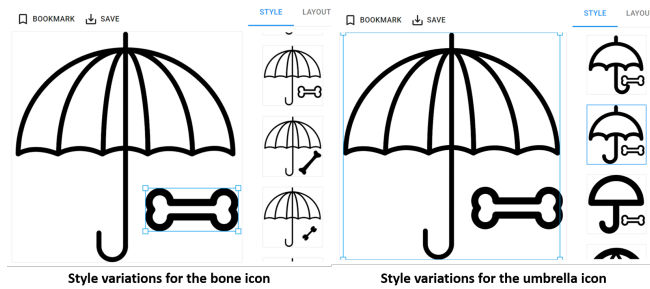 BOOKMARK SAVE STYLE LAYOUT
BOOKMARK SAVE STYLE LAYOU
Style variations for the bone icon
Style variations for the umbrella icon